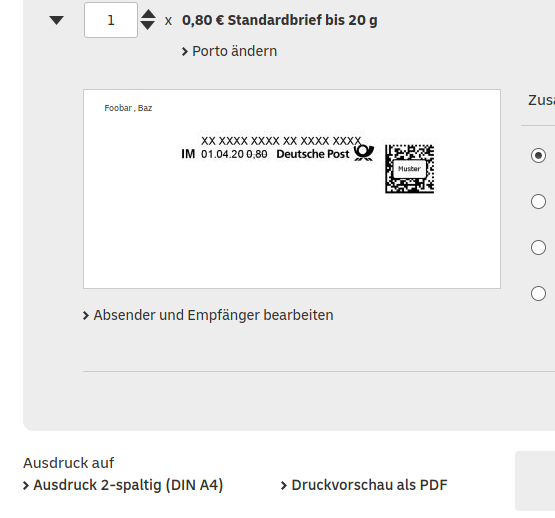 1 x 0,80 € Standardbrief bis 20 g
Porto ändern
Foobar , Baz
XX XXXX XXXX XX XXXX XXXX
IM 01.04.20 0,80 Deutsche Post
Muster
Absender und Empfänger bearbeiten
Ausdruck auf
Ausdruck 2-spaltig (DIN A4)
Druckvorschau als PDF